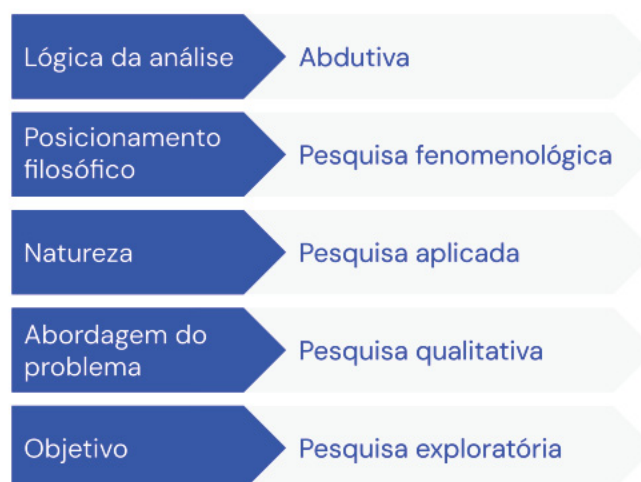 Lógica da análise
Abdutiva
Posicionamento
filosófico
Pesquisa fenomenológica
Natureza
Pesquisa aplicada
Abordagem do
problema
Pesquisa qualitativa
Objetivo
Pesquisa exploratória